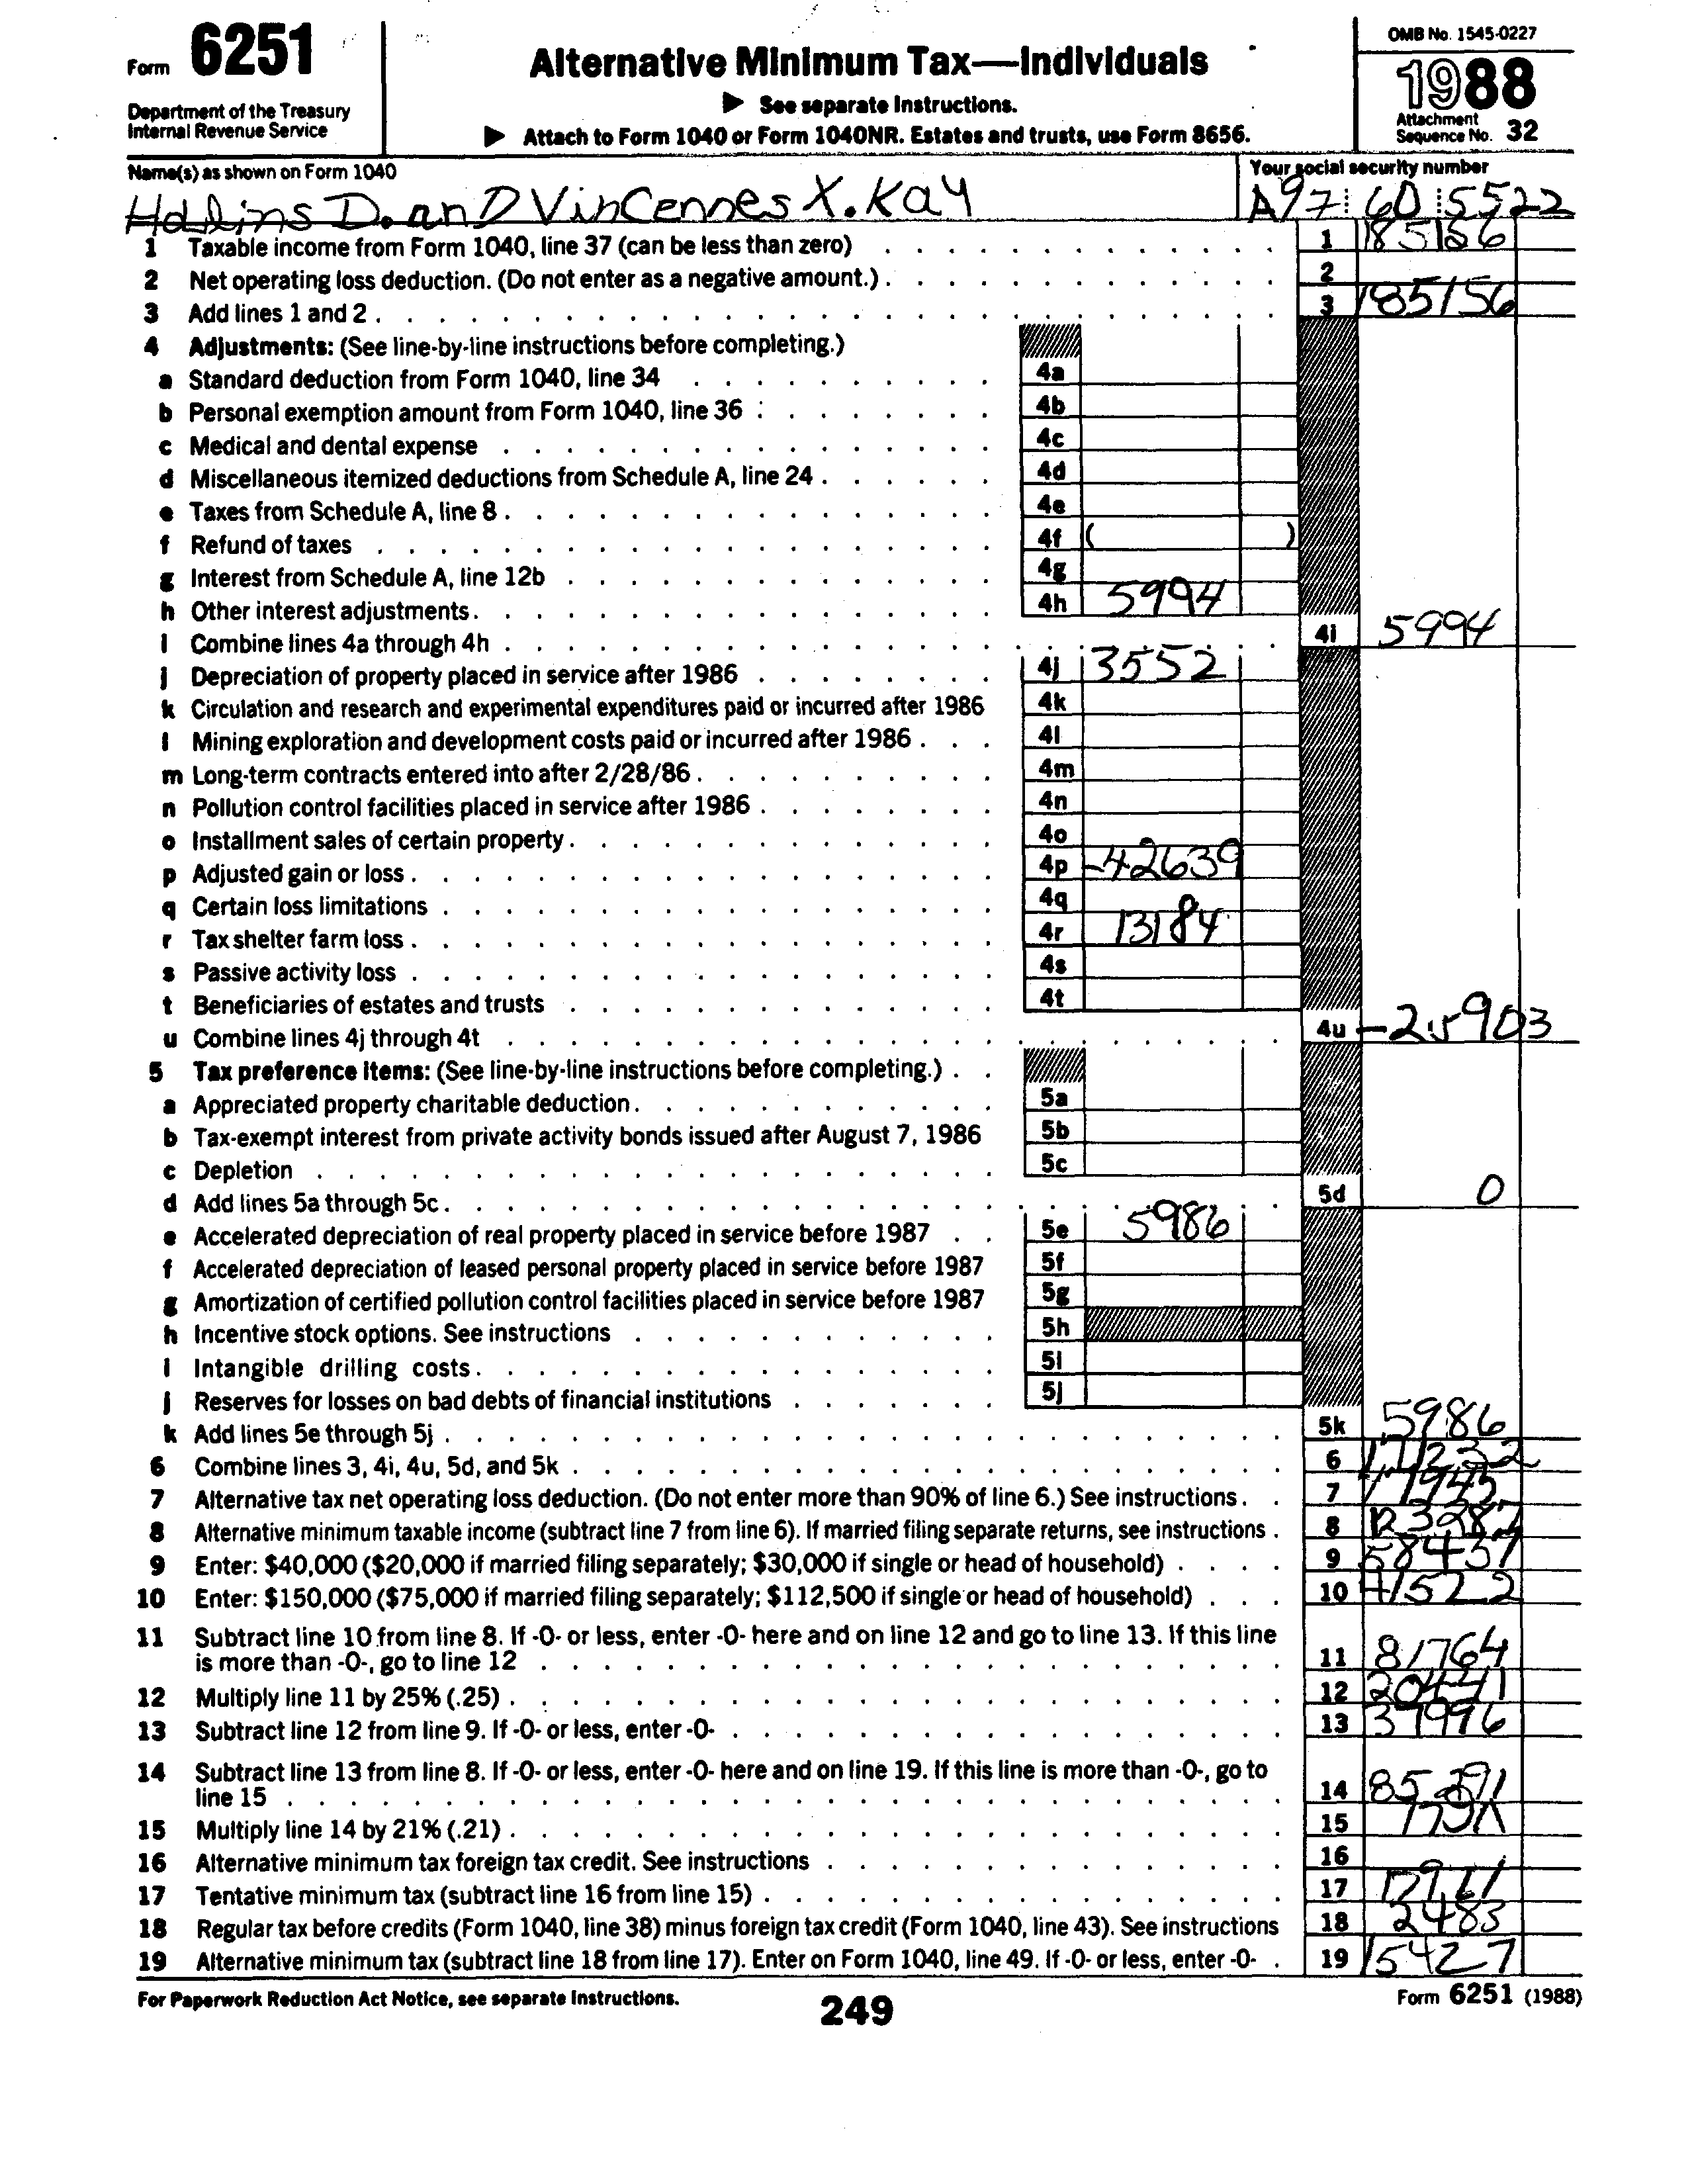 Form 6251
Department of the Treasury
Internal Revenue Service
Alternative Minimum Tax—Individuals
▶ See separate Instructions.
▶ Attach to Form 1040 or Form 1040NR. Estates and trusts, use Form 8656.
OMB No. 1545-0227
1988
Attachment
Sequence No. 32
Name(s) as shown on Form 1040
Your social security number
D. anD VinCennes X. Kay
A97 60 5522
1 Taxable income from Form 1040, line 37 (can be less than zero) 1 185156
2 Net operating loss deduction. (Do not enter as a negative amount.) 2
3 Add lines 1 and 2 3 185156
4 Adjustments: (See line-by-line instructions before completing.)
a Standard deduction from Form 1040, line 34 4a
b Personal exemption amount from Form 1040, line 36 4b
c Medical and dental expense 4c
d Miscellaneous itemized deductions from Schedule A, line 24 4d
e Taxes from Schedule A, line 8 4e
f Refund of taxes 4f ( )
g Interest from Schedule A, line 12b 4g
h Other interest adjustments 4h 5994
i Combine lines 4a through 4h 4i 5994
j Depreciation of property placed in service after 1986 4j 3552
k Circulation and research and experimental expenditures paid or incurred after 1986 4k
l Mining exploration and development costs paid or incurred after 1986 4l
m Long-term contracts entered into after 2/28/86 4m
n Pollution control facilities placed in service after 1986 4n
o Installment sales of certain property 4o
p Adjusted gain or loss 4p -42639
q Certain loss limitations 4q
r Tax shelter farm loss 4r 13184
s Passive activity loss 4s
t Beneficiaries of estates and trusts 4t
u Combine lines 4j through 4t 4u -25903
5 Tax preference items: (See line-by-line instructions before completing.)
a Appreciated property charitable deduction 5a
b Tax-exempt interest from private activity bonds issued after August 7, 1986 5b
c Depletion 5c
d Add lines 5a through 5c 5d 0
e Accelerated depreciation of real property placed in service before 1987 5e 5986
f Accelerated depreciation of leased personal property placed in service before 1987 5f
g Amortization of certified pollution control facilities placed in service before 1987 5g
h Incentive stock options. See instructions 5h
i Intangible drilling costs 5i
j Reserves for losses on bad debts of financial institutions 5j
k Add lines 5e through 5j 5k 5986
6 Combine lines 3, 4i, 4u, 5d, and 5k 6
7 Alternative tax net operating loss deduction. (Do not enter more than 90% of line 6.) See instructions 7
8 Alternative minimum taxable income (subtract line 7 from line 6). If married filing separate returns, see instructions 8
9 Enter: $40,000 ($20,000 if married filing separately; $30,000 if single or head of household) 9 58437
10 Enter: $150,000 ($75,000 if married filing separately; $112,500 if single or head of household) 10 41522
11 Subtract line 10 from line 8. If -0- or less, enter -0- here and on line 12 and go to line 13. If this line
is more than -0-, go to line 12 11 81764
12 Multiply line 11 by 25% (.25) 12 20441
13 Subtract line 12 from line 9. If -0- or less, enter -0- 13 37996
14 Subtract line 13 from line 8. If -0- or less, enter -0- here and on line 19. If this line is more than -0-, go to
line 15 14 85291
15 Multiply line 14 by 21% (.21) 15
16 Alternative minimum tax foreign tax credit. See instructions 16
17 Tentative minimum tax (subtract line 16 from line 15) 17
18 Regular tax before credits (Form 1040, line 38) minus foreign tax credit (Form 1040, line 43). See instructions 18 2483
19 Alternative minimum tax (subtract line 18 from line 17). Enter on Form 1040, line 49. If -0- or less, enter -0- 19 15427
For Paperwork Reduction Act Notice, see separate Instructions.
249
Form 6251 (1988)